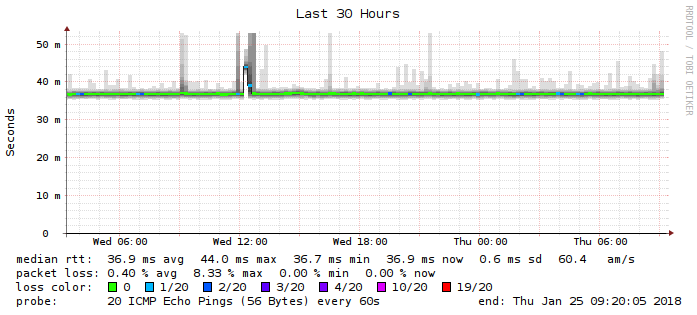 Last 30 Hours
RRDTOOL / TOBI OETIKER
Seconds
50 m
40 m
30 m
20 m
10 m
0
Wed 06:00 Wed 12:00 Wed 18:00 Thu 00:00 Thu 06:00
median rtt: 36.9 ms avg 44.0 ms max 36.7 ms min 36.9 ms now 0.6 ms sd 60.4 am/s
packet loss: 0.40 % avg 8.33 % max 0.00 % min 0.00 % now
loss color: 0 1/20 2/20 3/20 4/20 10/20 19/20
probe: 20 ICMP Echo Pings (56 Bytes) every 60s end: Thu Jan 25 09:20:05 2018